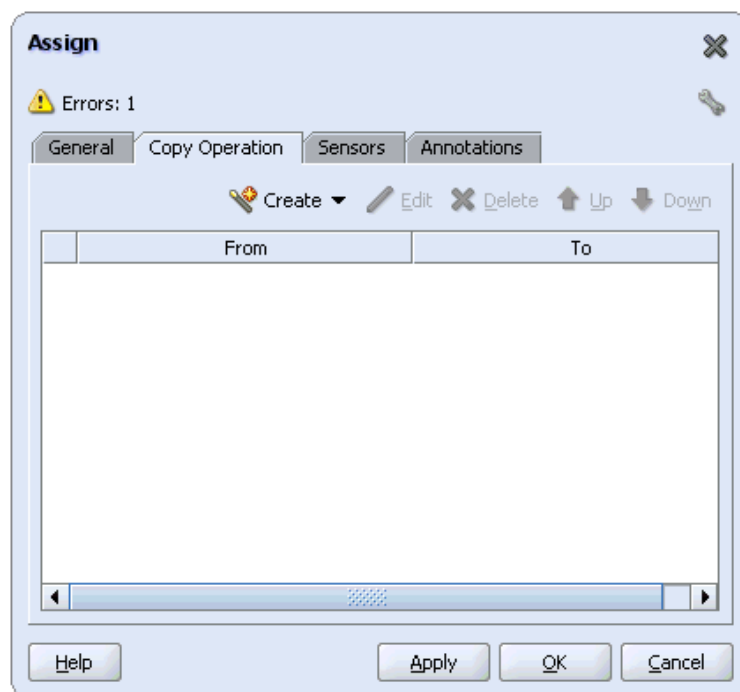 Assign
Errors: 1
General Copy Operation Sensors Annotations
Create Edit Delete Up Down
From To
Help Apply OK Cancel